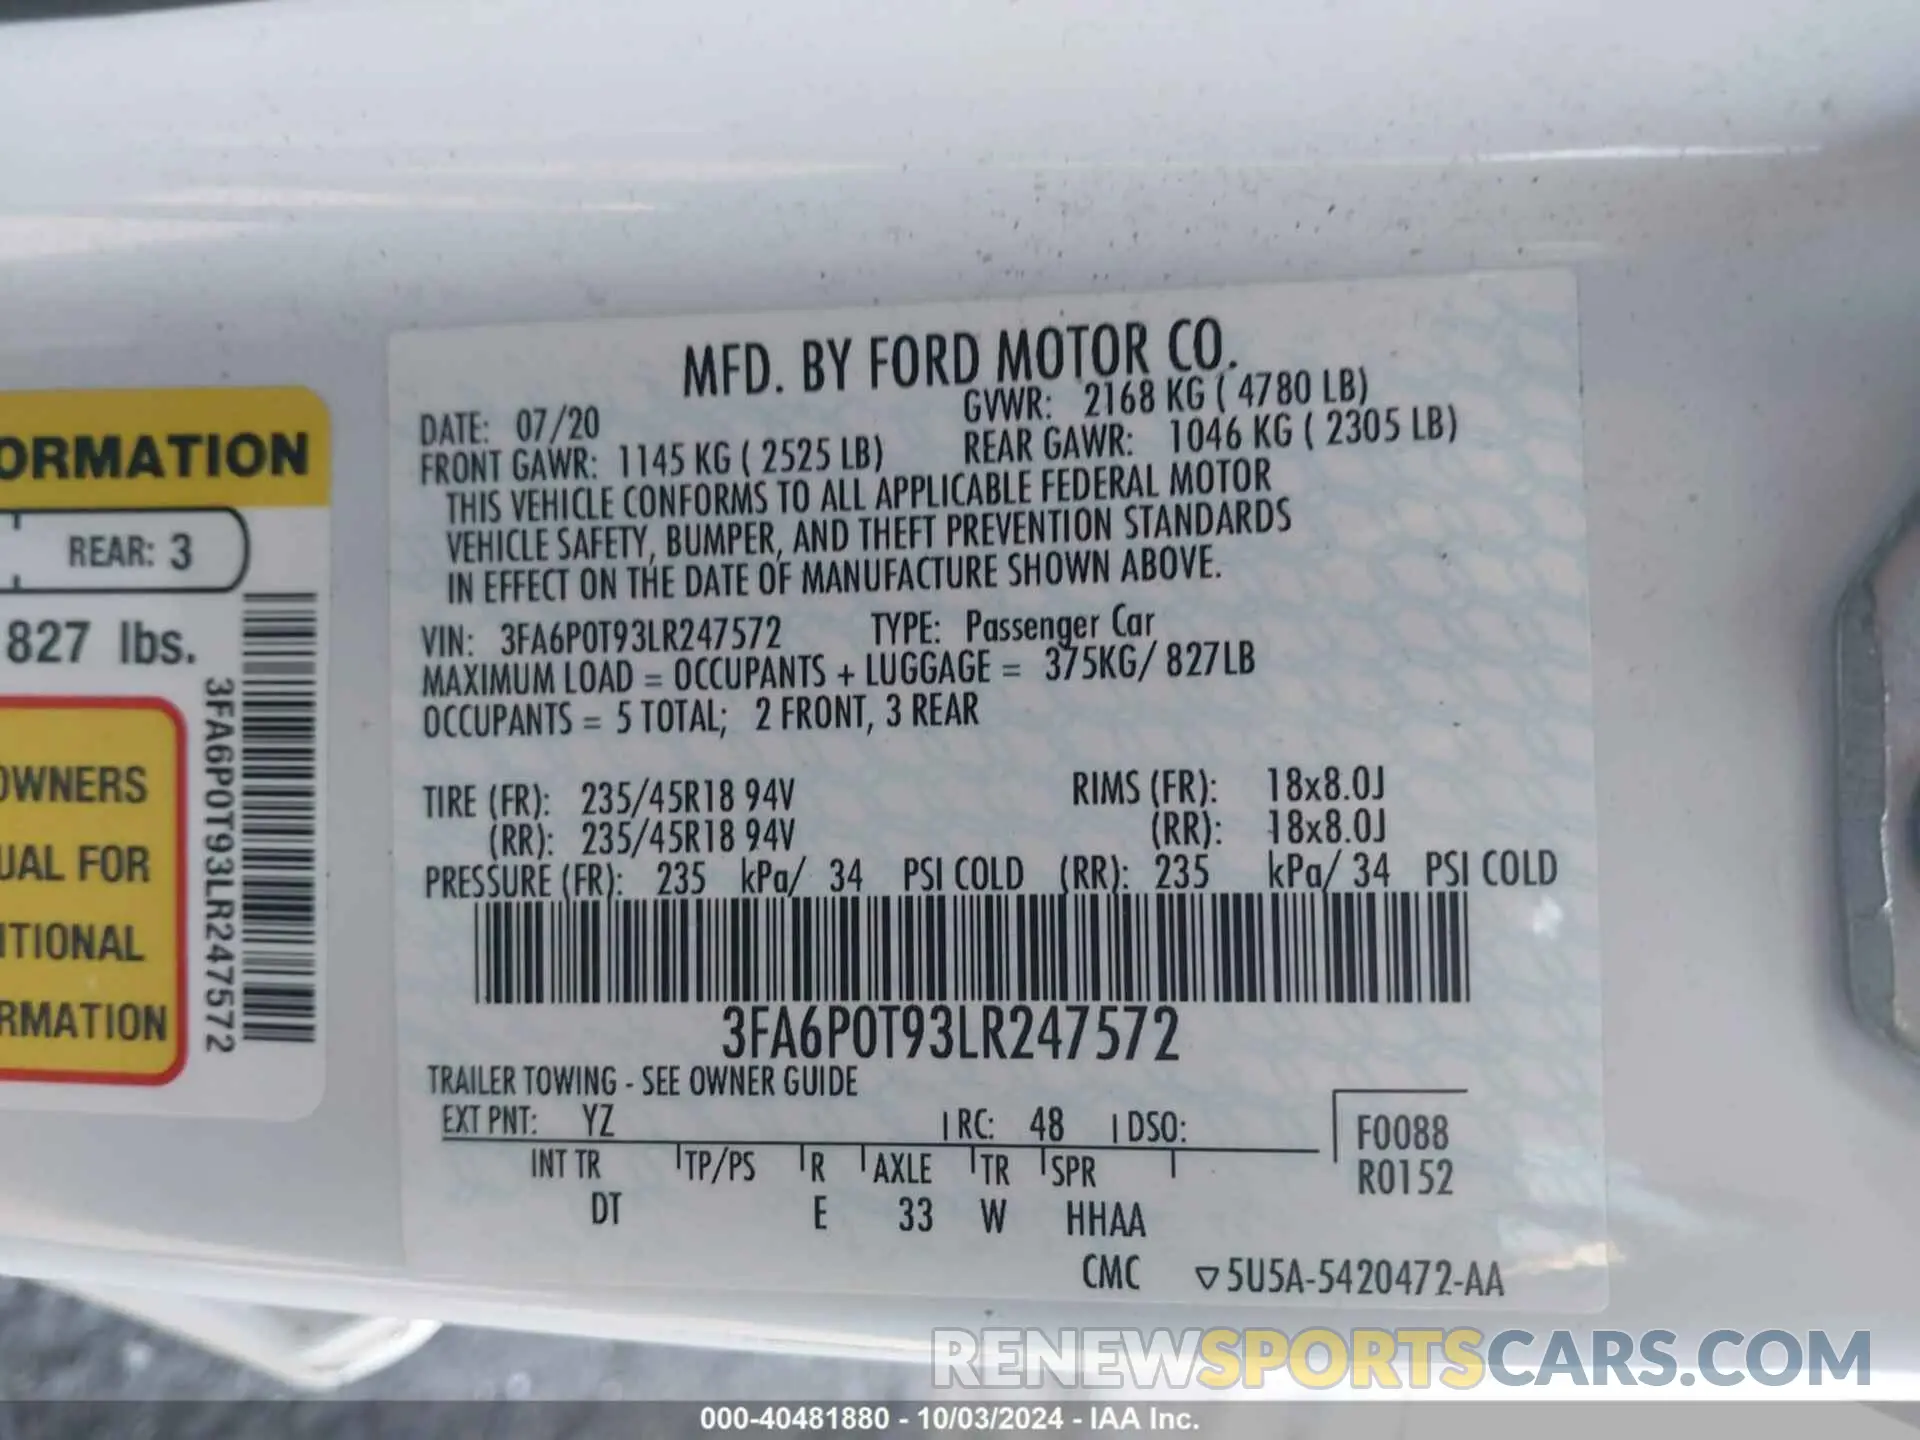 ORMATION
REAR: 3
827 lbs.
OWNERS
UAL FOR
ITIONAL
RMATION
3FA6P0T93LR247572
MFD. BY FORD MOTOR CO.
DATE: 07/20 GVWR: 2168 KG ( 4780 LB)
FRONT GAWR: 1145 KG ( 2525 LB) REAR GAWR: 1046 KG ( 2305 LB)
THIS VEHICLE CONFORMS TO ALL APPLICABLE FEDERAL MOTOR
VEHICLE SAFETY, BUMPER, AND THEFT PREVENTION STANDARDS
IN EFFECT ON THE DATE OF MANUFACTURE SHOWN ABOVE.
VIN: 3FA6P0T93LR247572 TYPE: Passenger Car
MAXIMUM LOAD = OCCUPANTS + LUGGAGE = 375KG/ 827LB
OCCUPANTS = 5 TOTAL; 2 FRONT, 3 REAR
TIRE (FR): 235/45R18 94V RIMS (FR): 18x8.0J
(RR): 235/45R18 94V (RR): 18x8.0J
PRESSURE (FR): 235 kPa/ 34 PSI COLD (RR): 235 kPa/ 34 PSI COLD
3FA6P0T93LR247572
TRAILER TOWING - SEE OWNER GUIDE
EXT PNT: YZ RC: 48 DSO: F0088
INT TR TP/PS R AXLE TR SPR R0152
DT E 33 W HHAA
CMC ▽5U5A-5420472-AA
RENEWSPORTSCARS.COM
000-40481880 - 10/03/2024 - IAA Inc.